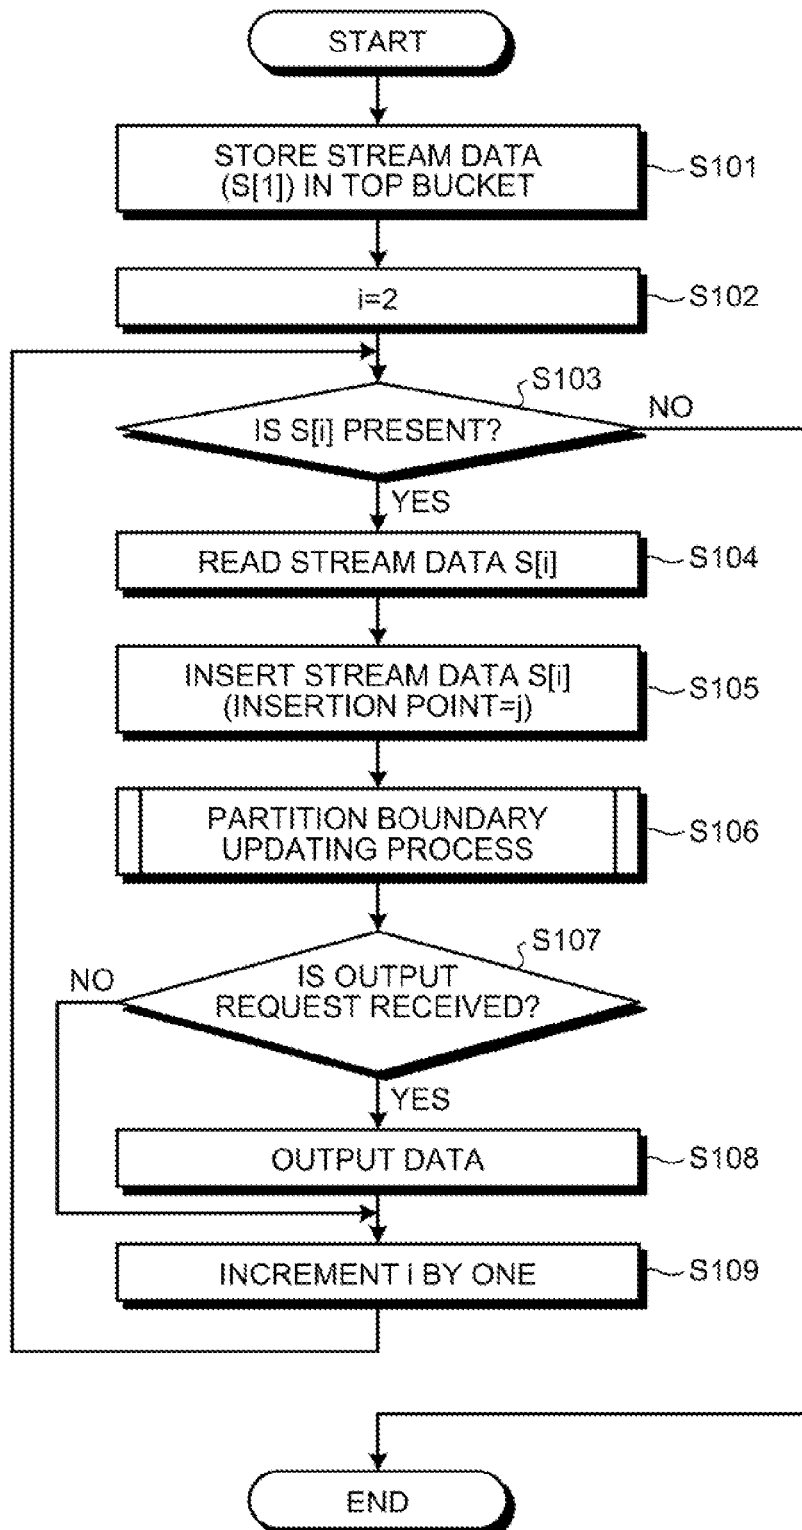 START
STORE STREAM DATA
(S[1]) IN TOP BUCKET
S101
i=2
S102
S103
IS S[i] PRESENT?
NO
YES
READ STREAM DATA S[i]
S104
INSERT STREAM DATA S[i]
(INSERTION POINT=j)
S105
PARTITION BOUNDARY
UPDATING PROCESS
S106
S107
NO
IS OUTPUT
REQUEST RECEIVED?
YES
OUTPUT DATA
S108
INCREMENT i BY ONE
S109
END